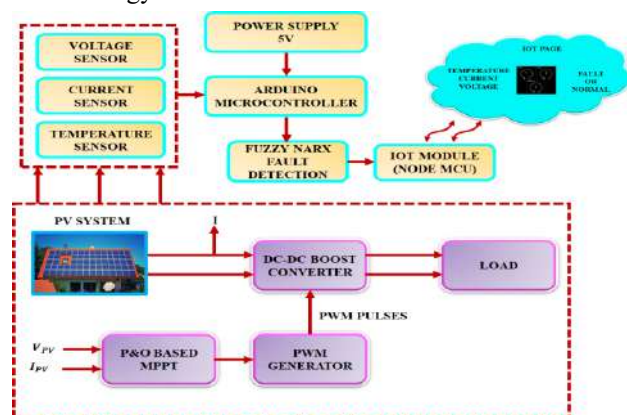 VOLTAGE
SENSOR
CURRENT
SENSOR
TEMPERATURE
SENSOR
POWER SUPPLY
5V
ARDUINO
MICROCONTROLLER
FUZZY NARX
FAULT
DETECTION
IOT MODULE
(NODE MCU)
IOT PAGE
TEMPERATURE
CURRENT
VOLTAGE
FAULT
OR
NORMAL
PV SYSTEM
I
DC-DC BOOST
CONVERTER
LOAD
PWM PULSES
V_PV
I_PV
P&O BASED
MPPT
PWM
GENERATOR